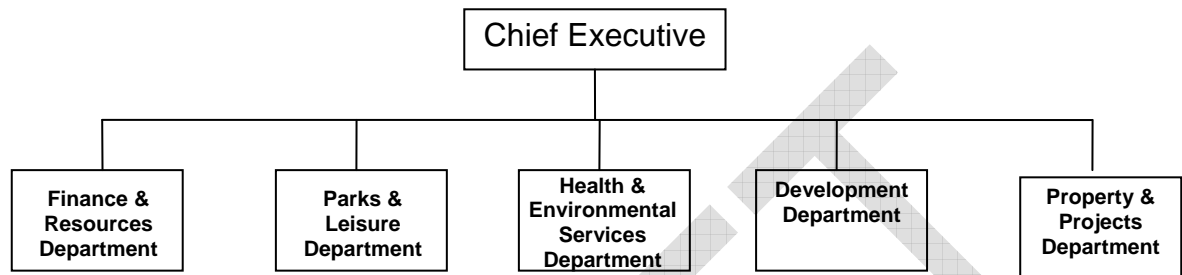 Chief Executive
Finance &
Resources
Department
Parks &
Leisure
Department
Health &
Environmental
Services
Department
Development
Department
Property &
Projects
Department